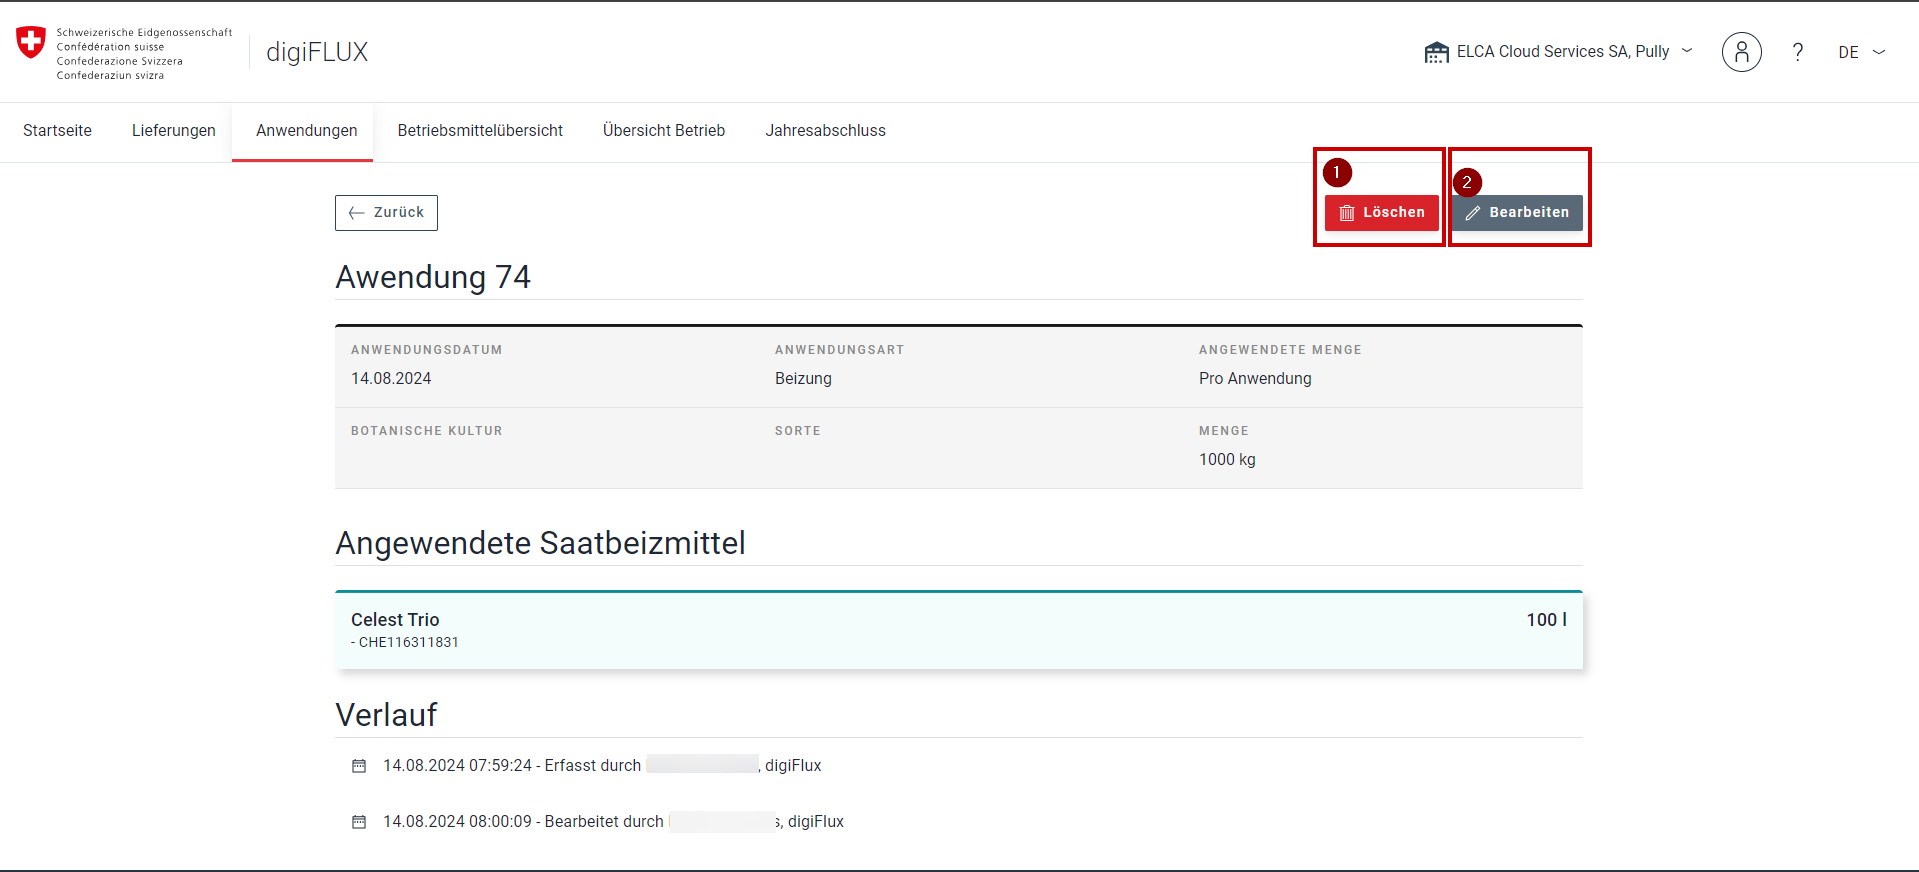 Schweizerische Eidgenossenschaft
Confédération suisse
Confederazione Svizzera
Confederaziun svizra
digiFLUX
ELCA Cloud Services SA, Pully
?
DE
Startseite
Lieferungen
Anwendungen
Betriebsmittelübersicht
Übersicht Betrieb
Jahresabschluss
1
2
Zurück
Löschen
Bearbeiten
Awendung 74
ANWENDUNGSDATUM
ANWENDUNGSART
ANGEWENDETE MENGE
14.08.2024
Beizung
Pro Anwendung
BOTANISCHE KULTUR
SORTE
MENGE
1000 kg
Angewendete Saatbeizmittel
Celest Trio
100 l
- CHE116311831
Verlauf
14.08.2024 07:59:24 - Erfasst durch , digiFlux
14.08.2024 08:00:09 - Bearbeitet durch s, digiFlux